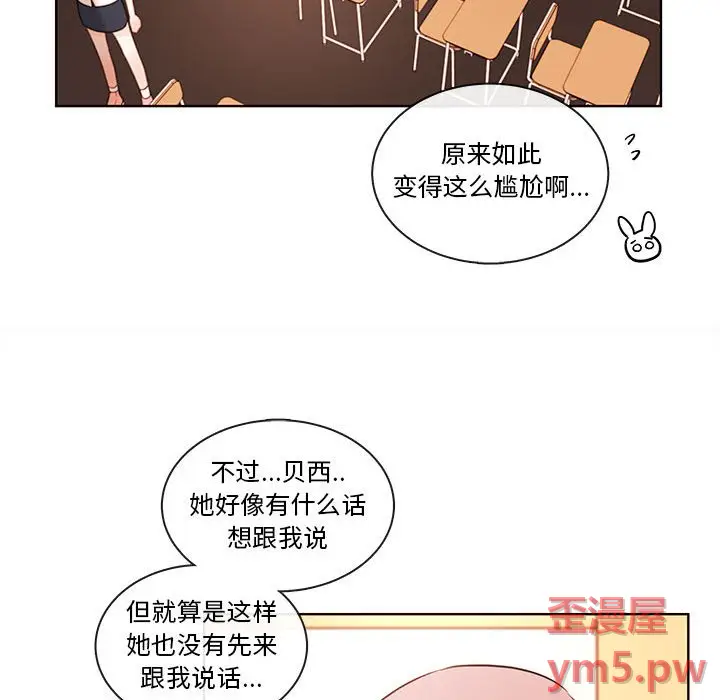 原来如此
变得这么尴尬啊...
不过...贝西..
她好像有什么话
想跟我说
但就算是这样
她也没有先来
跟我说话...
歪漫屋
ym5.pw